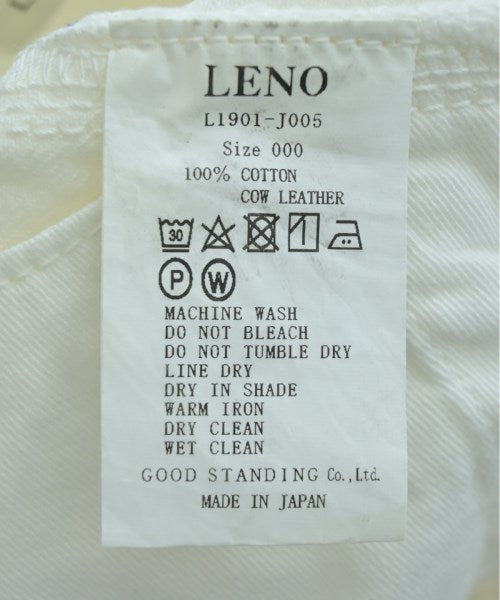 LENO
L1901-J005
Size 000
100% COTTON
COW LEATHER
30
P W
MACHINE WASH
DO NOT BLEACH
DO NOT TUMBLE DRY
LINE DRY
DRY IN SHADE
WARM IRON
DRY CLEAN
WET CLEAN
GOOD STANDING Co.,Ltd.
MADE IN JAPAN